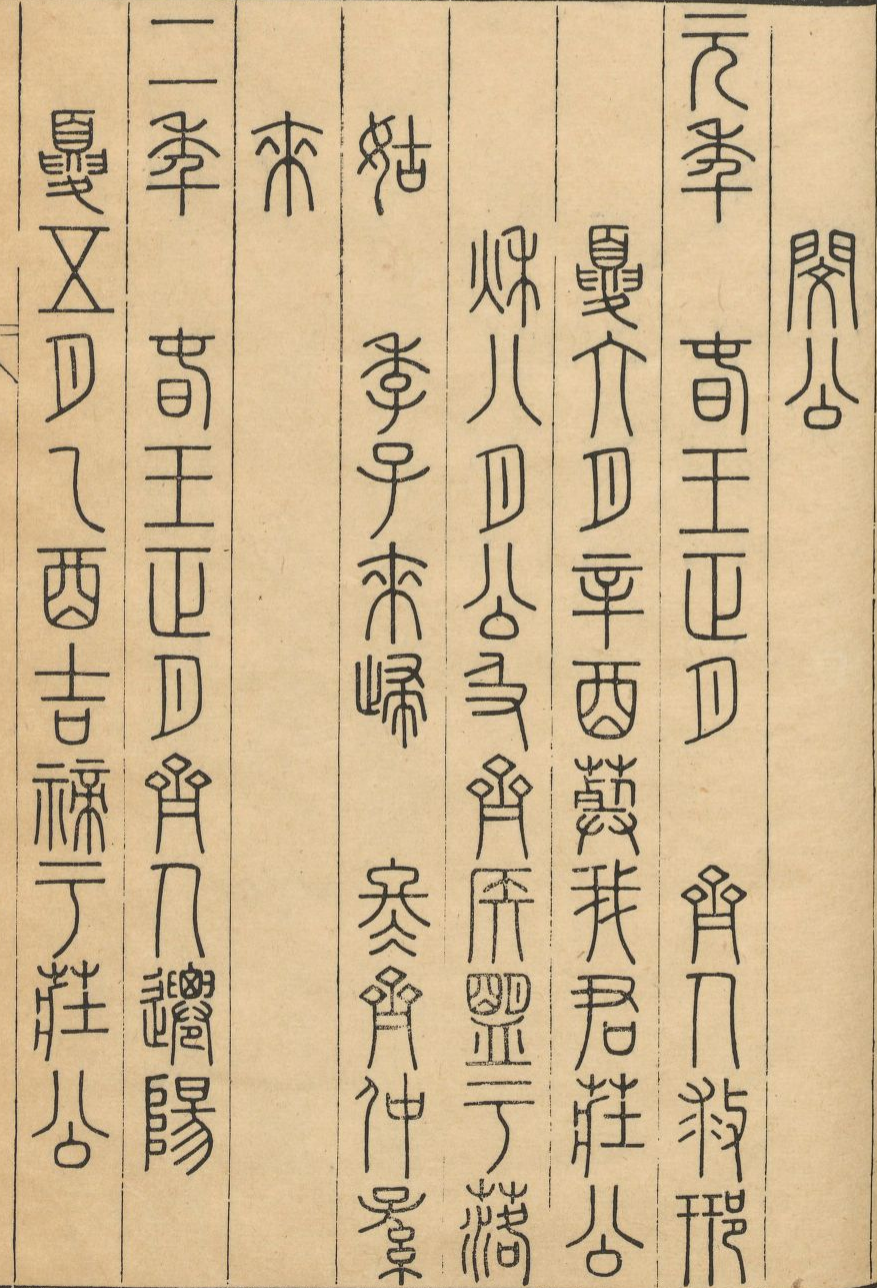 閔公
元年 春王正月 齊人救邢
夏六月辛酉葬我君莊公
秋八月公及齊侯盟于落
姑 季子來歸 冬齊仲孫
來
二年 春王正月齊人遷陽
夏五月乙酉吉禘于莊公